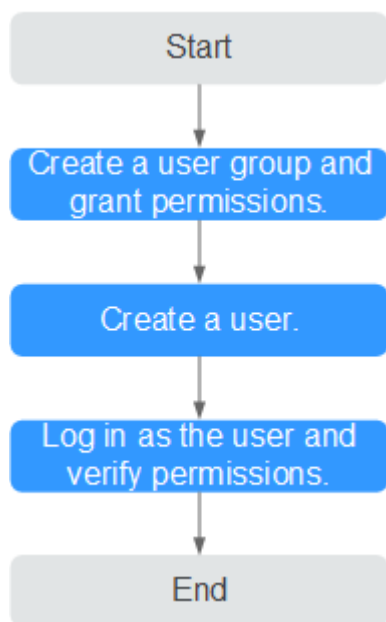 Start
Create a user group and
grant permissions.
Create a user.
Log in as the user and
verify permissions.
End